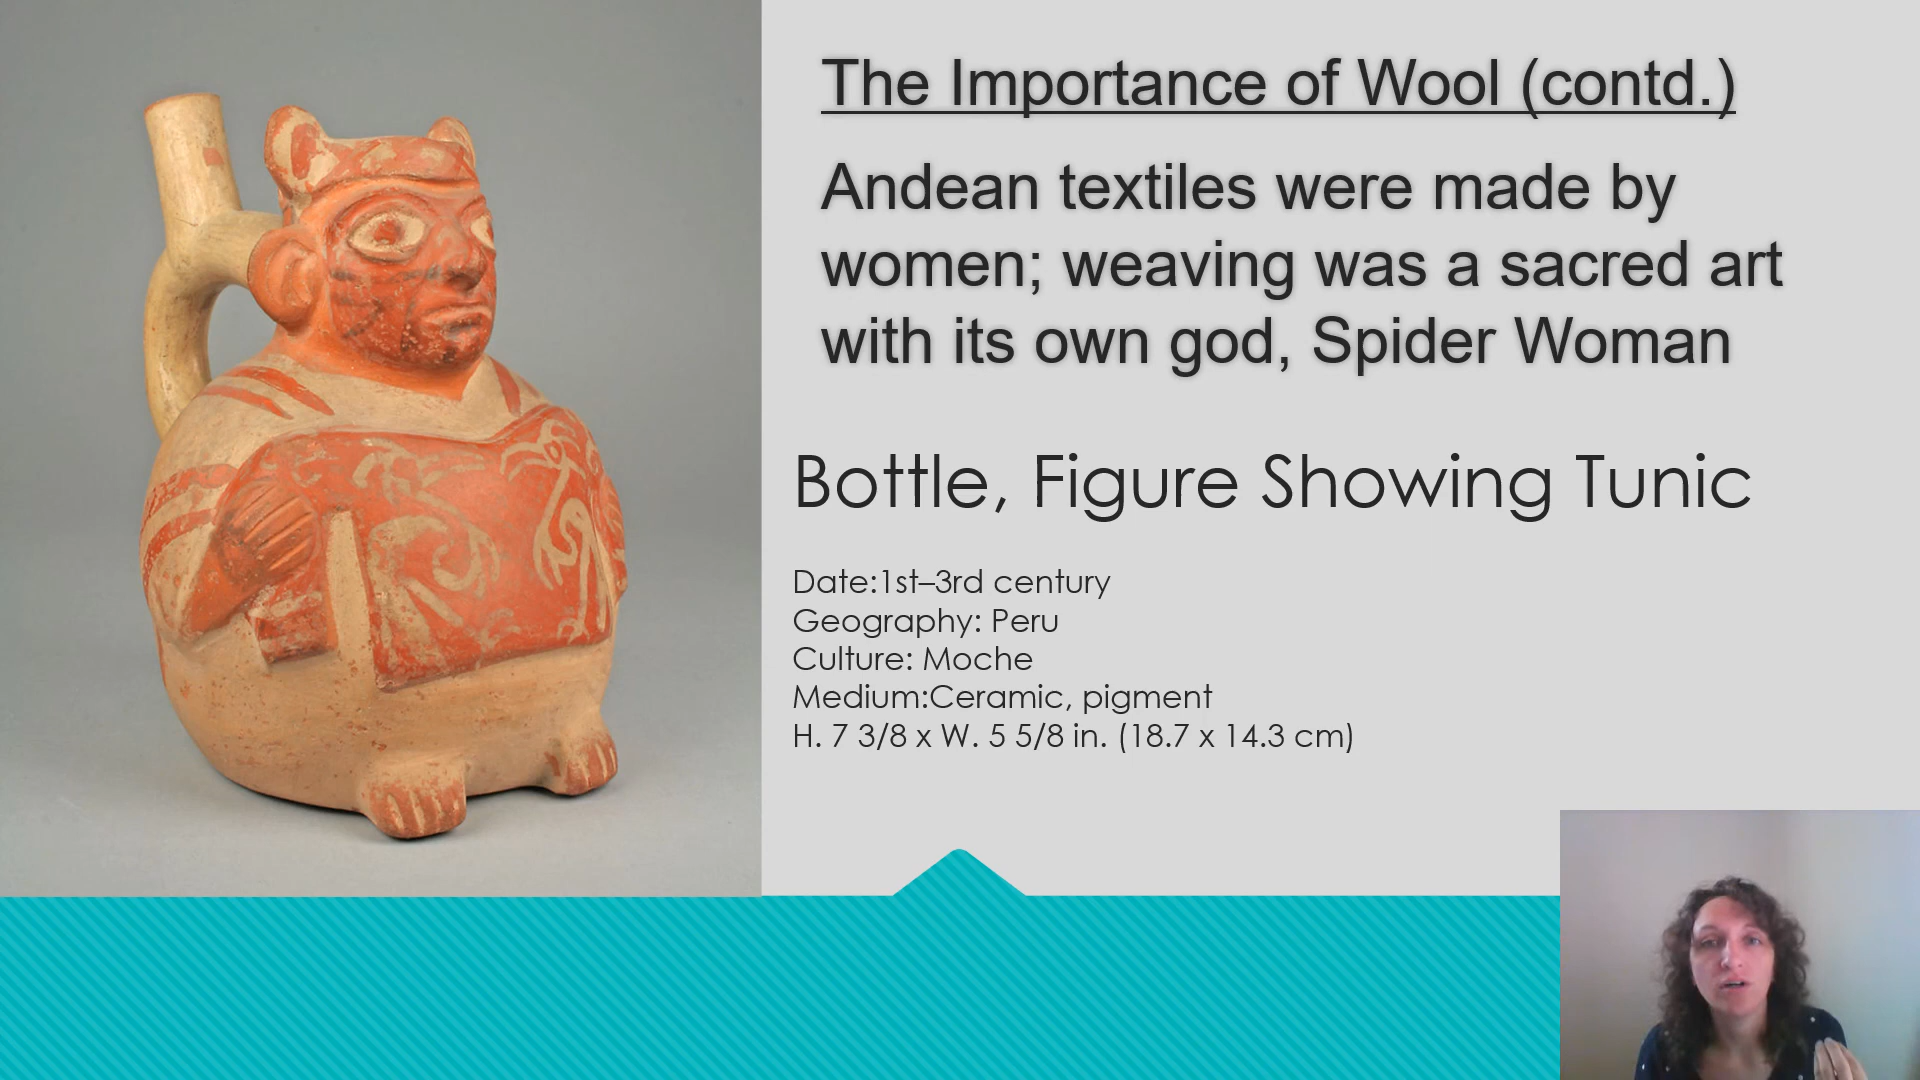 The Importance of Wool (contd.)
Andean textiles were made by
women; weaving was a sacred art
with its own god, Spider Woman
Bottle, Figure Showing Tunic
Date:1st–3rd century
Geography: Peru
Culture: Moche
Medium:Ceramic, pigment
H. 7 3/8 x W. 5 5/8 in. (18.7 x 14.3 cm)